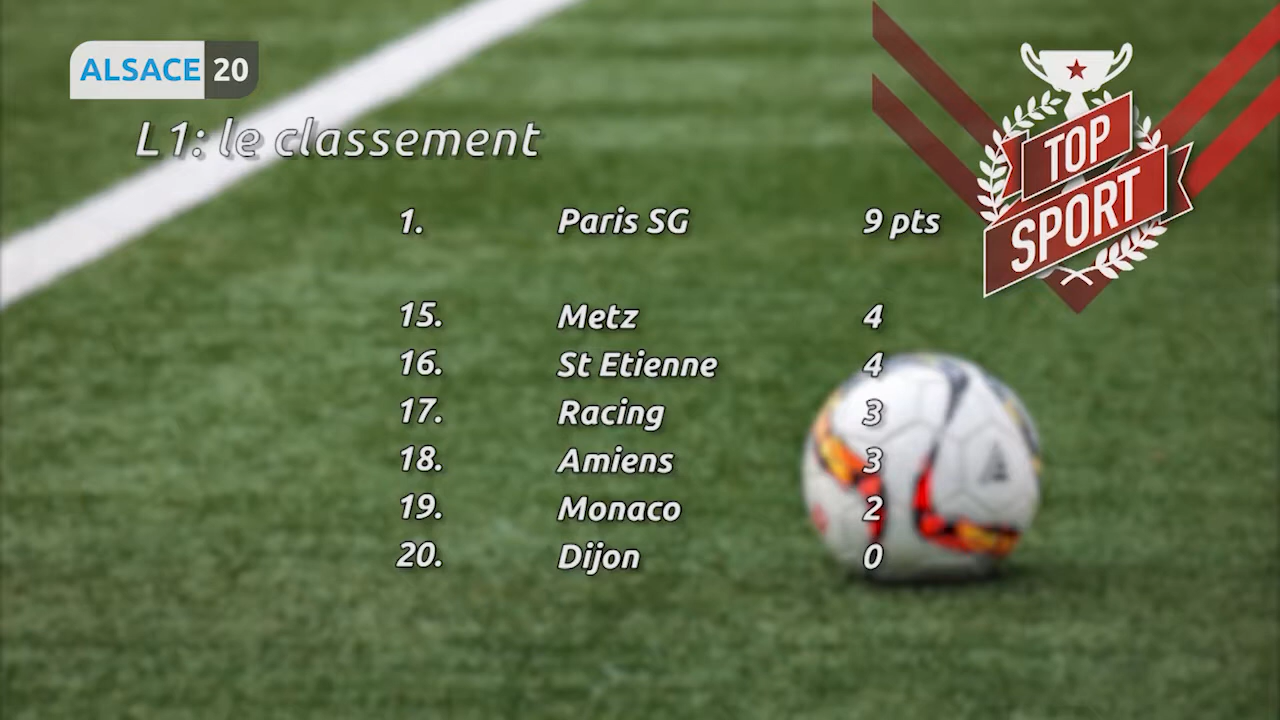 ALSACE 20
L1: le classement
TOP
SPORT
1. Paris SG 9 pts
15. Metz 4
16. St Etienne 4
17. Racing 3
18. Amiens 3
19. Monaco 2
20. Dijon 0